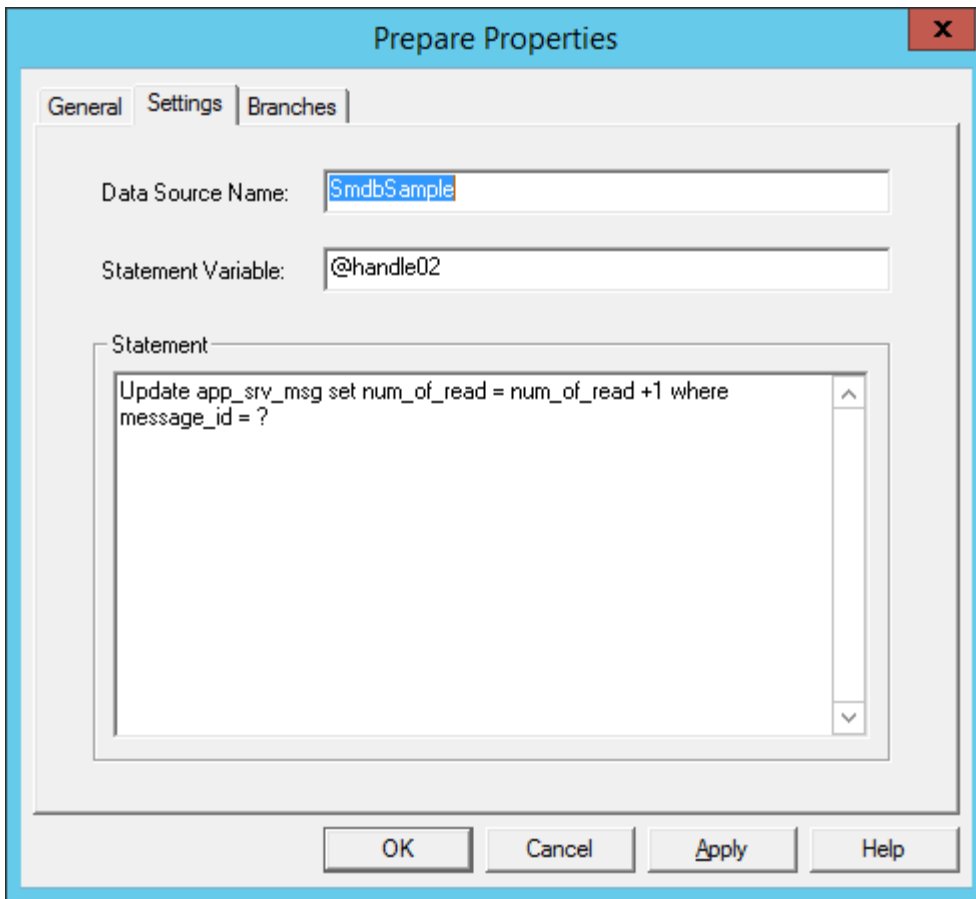 Prepare Properties
x
General Settings Branches
Data Source Name: SmdbSample
Statement Variable: @handle02
Statement
Update app_srv_msg set num_of_read = num_of_read +1 where
message_id = ?
OK Cancel Apply Help